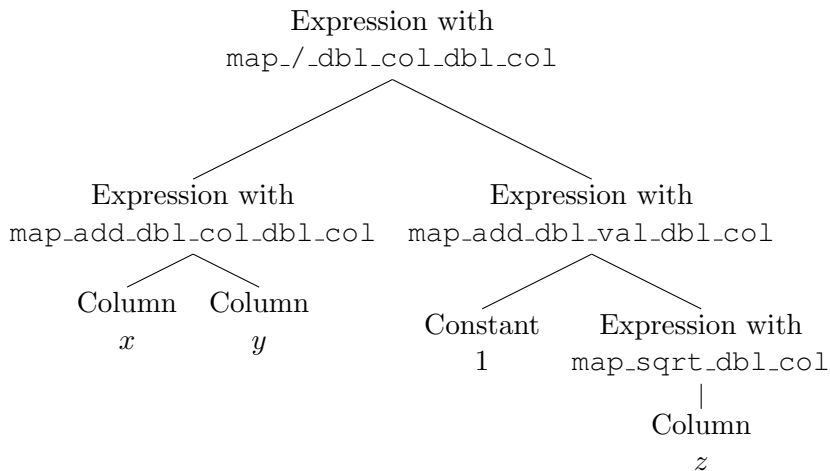 Expression with
map_/_dbl_col_dbl_col
Expression with
map_add_dbl_col_dbl_col
Expression with
map_add_dbl_val_dbl_col
Column
x
Column
y
Constant
1
Expression with
map_sqrt_dbl_col
Column
z